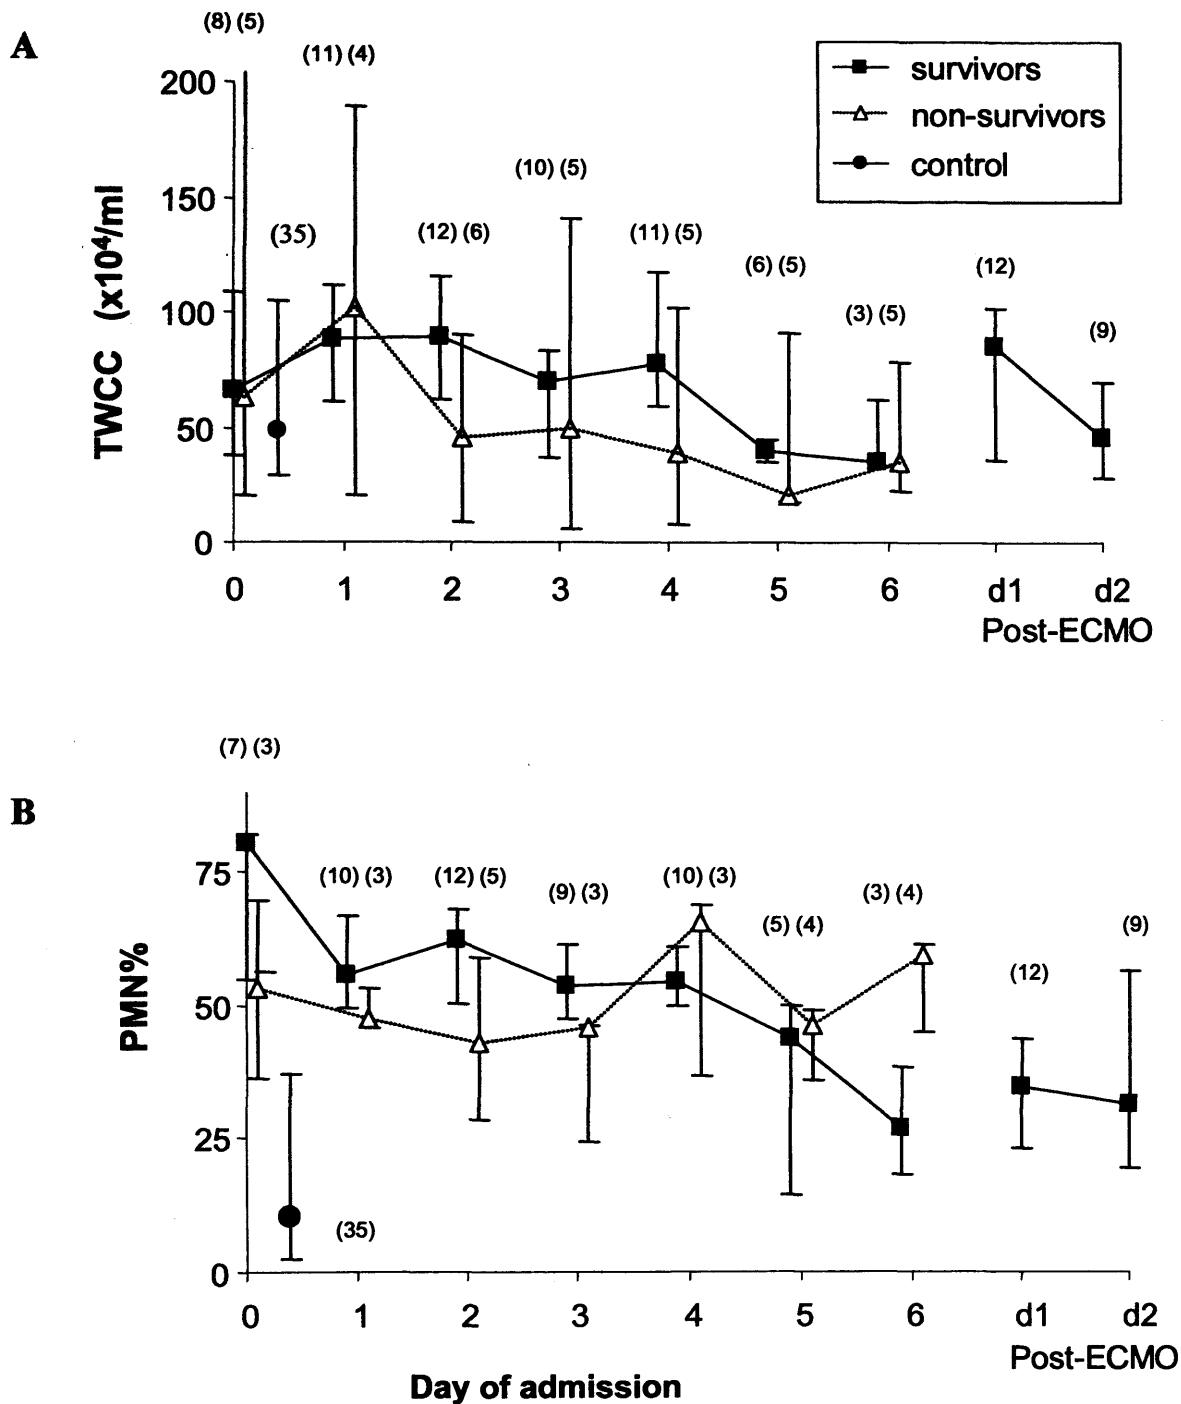 (8) (5)
A
(11) (4)
200
survivors
non-survivors
control
(10) (5)
150
(35)
(12) (6)
(11) (5)
(6) (5)
(12)
100
(3) (5)
(9)
TWCC (x10⁴/ml
50
0
0 1 2 3 4 5 6 d1 d2
Post-ECMO
(7) (3)
B
75
(10) (3)
(12) (5)
(9) (3)
(10) (3)
(3) (4)
(5) (4)
(9)
(12)
50
PMN%
25
(35)
0
0 1 2 3 4 5 6 d1 d2
Post-ECMO
Day of admission